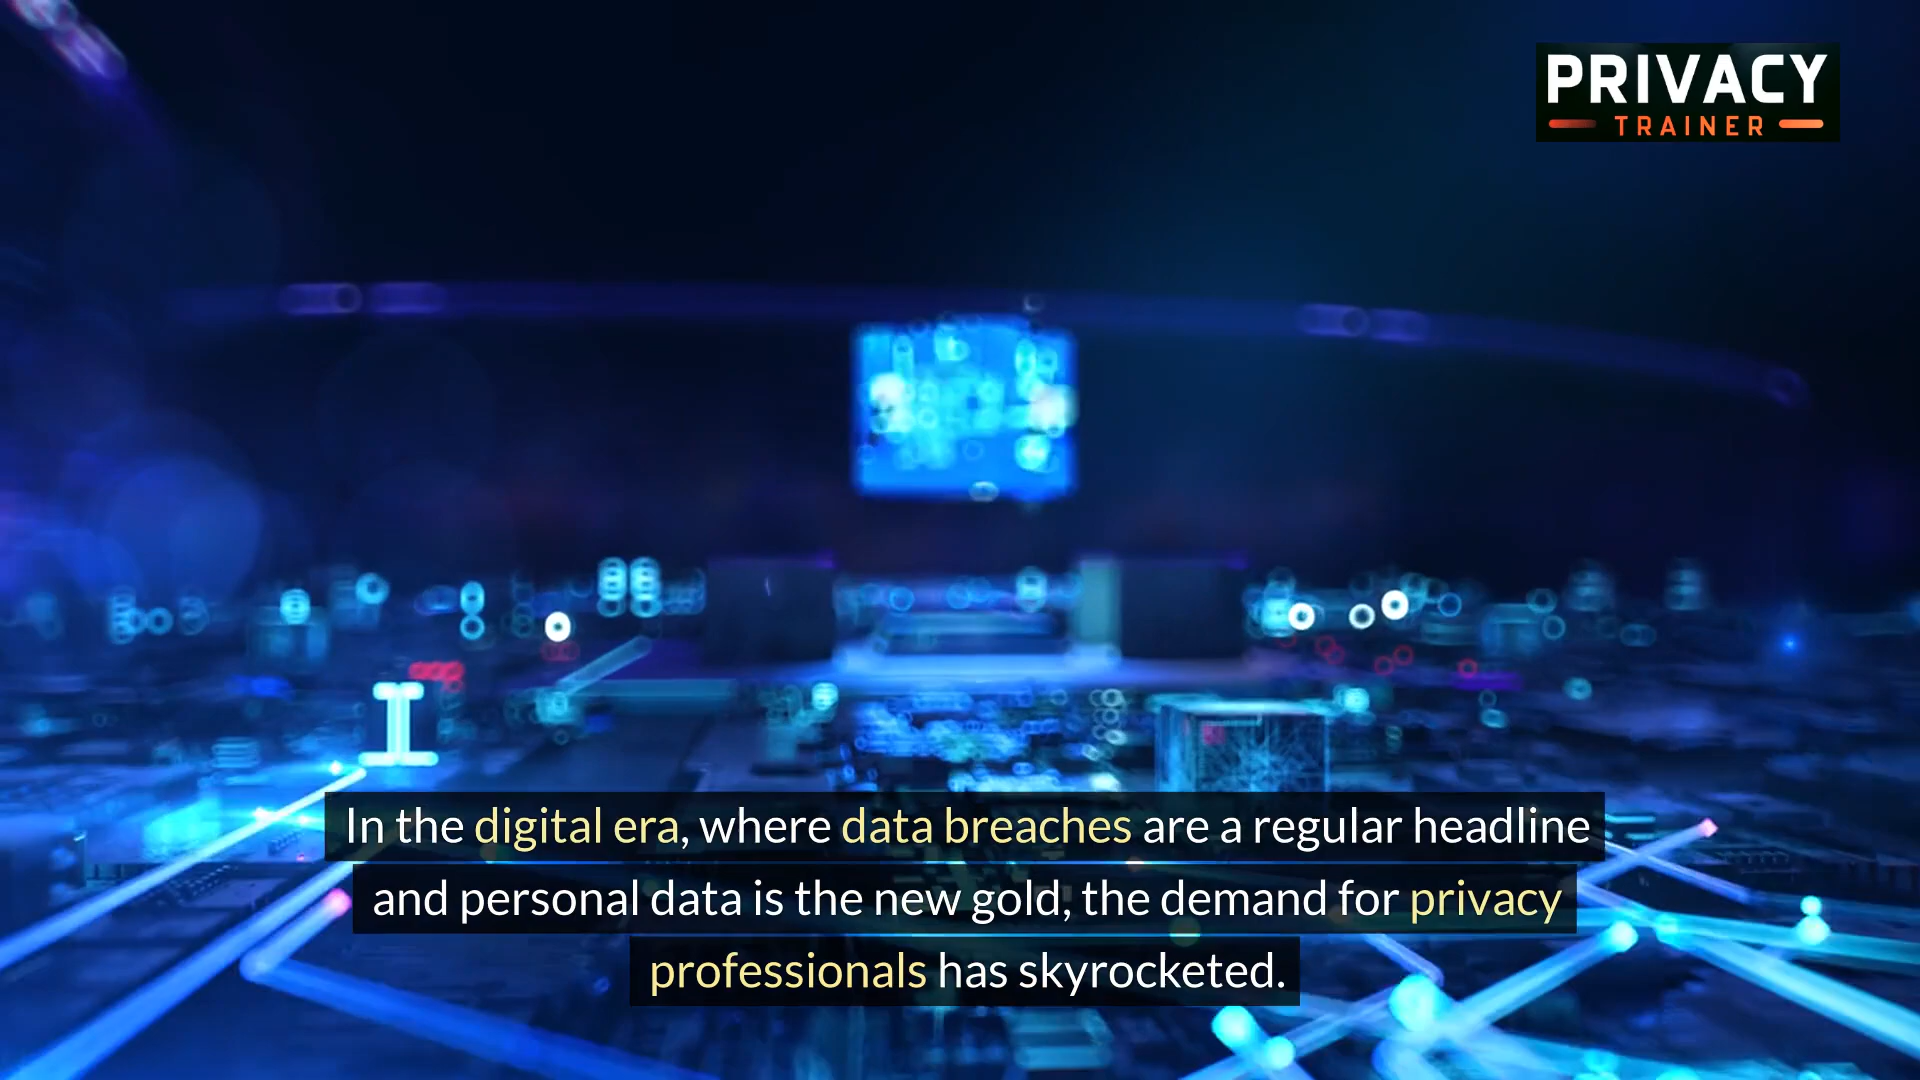 PRIVACY
TRAINER
In the digital era, where data breaches are a regular headline
and personal data is the new gold, the demand for privacy
professionals has skyrocketed.